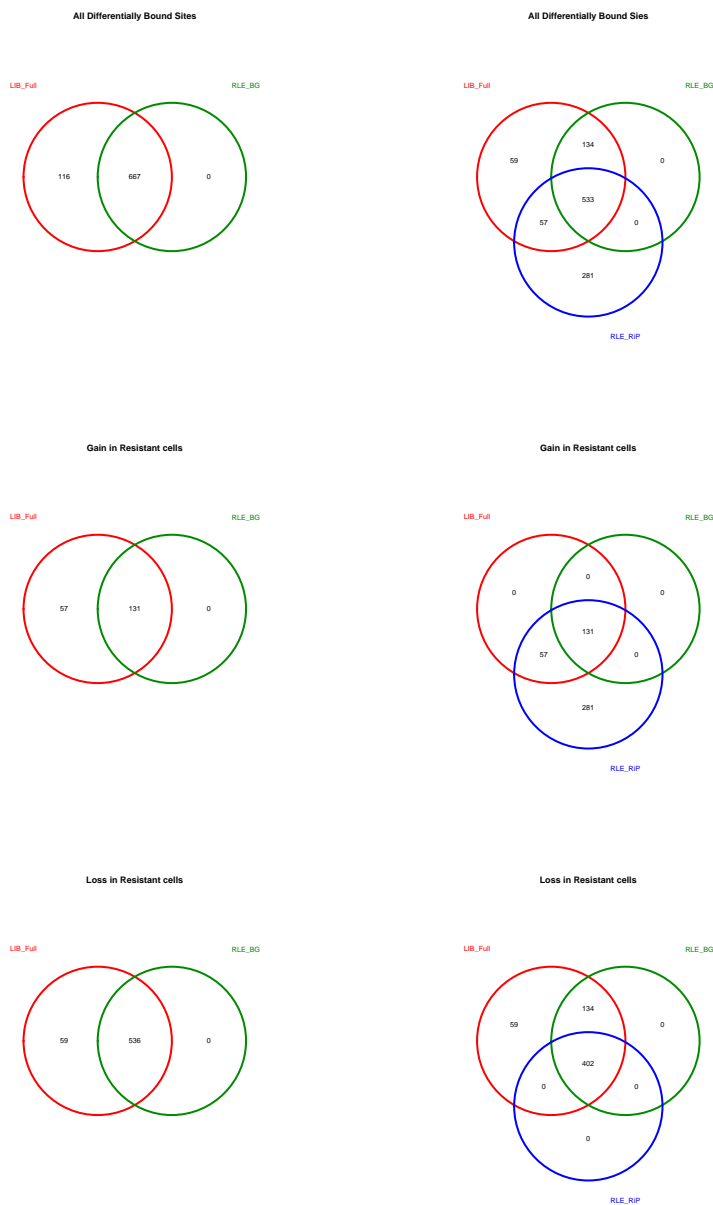 All Differentially Bound Sites
LIB_Full
RLE_BG
116
667
0
All Differentially Bound Sies
LIB_Full
RLE_BG
134
59
0
533
57
0
281
RLE_RiP
Gain in Resistant cells
LIB_Full
RLE_BG
57
131
0
Gain in Resistant cells
LIB_Full
RLE_BG
0
0
0
131
57
0
281
RLE_RiP
Loss in Resistant cells
LIB_Full
RLE_BG
59
536
0
Loss in Resistant cells
LIB_Full
RLE_BG
134
59
0
402
0
0
0
RLE_RiP